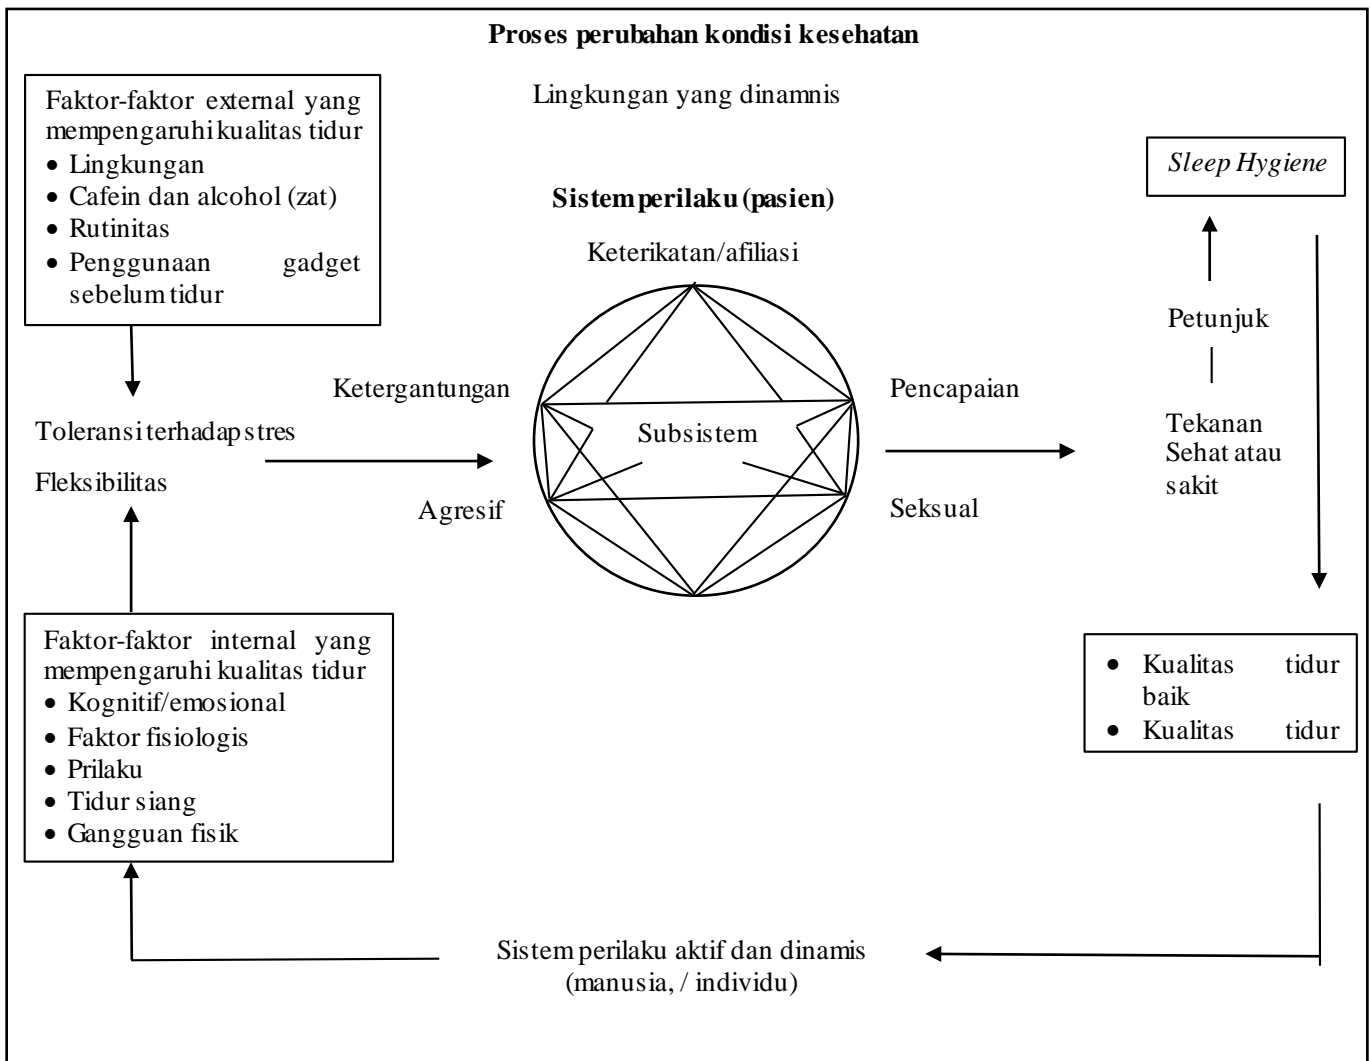 Proses perubahan kondisi kesehatan
Lingkungan yang dinamnis
Faktor-faktor external yang
mempengaruhi kualitas tidur
• Lingkungan
• Cafein dan alcohol (zat)
• Rutinitas
• Penggunaan gadget
sebelum tidur
Sleep Hygiene
Sistem perilaku (pasien)
Keterikatan/afiliasi
Petunjuk
Ketergantungan
Pencapaian
Toleransi terhadap stres
Fleksibilitas
Subsistem
Tekanan
Sehat atau
sakit
Agresif
Seksual
Faktor-faktor internal yang
mempengaruhi kualitas tidur
• Kognitif/emosional
• Faktor fisiologis
• Prilaku
• Tidur siang
• Gangguan fisik
• Kualitas tidur
baik
• Kualitas tidur
Sistem perilaku aktif dan dinamis
(manusia, / individu)